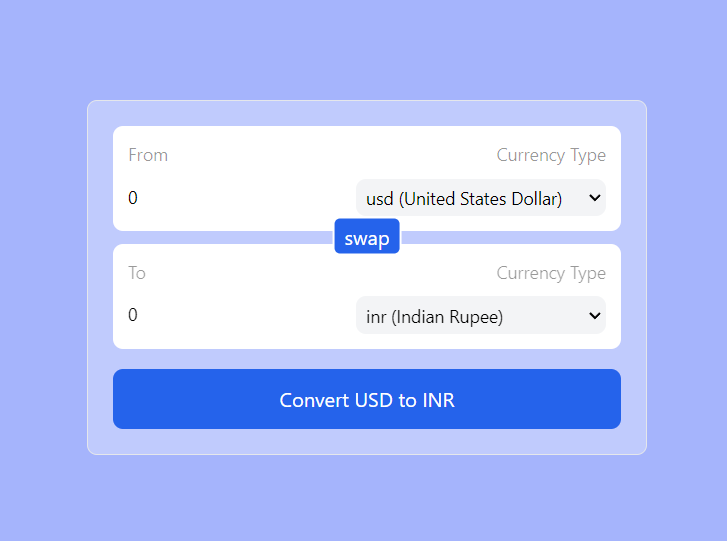 From
Currency Type
0
usd (United States Dollar)
swap
To
Currency Type
0
inr (Indian Rupee)
Convert USD to INR